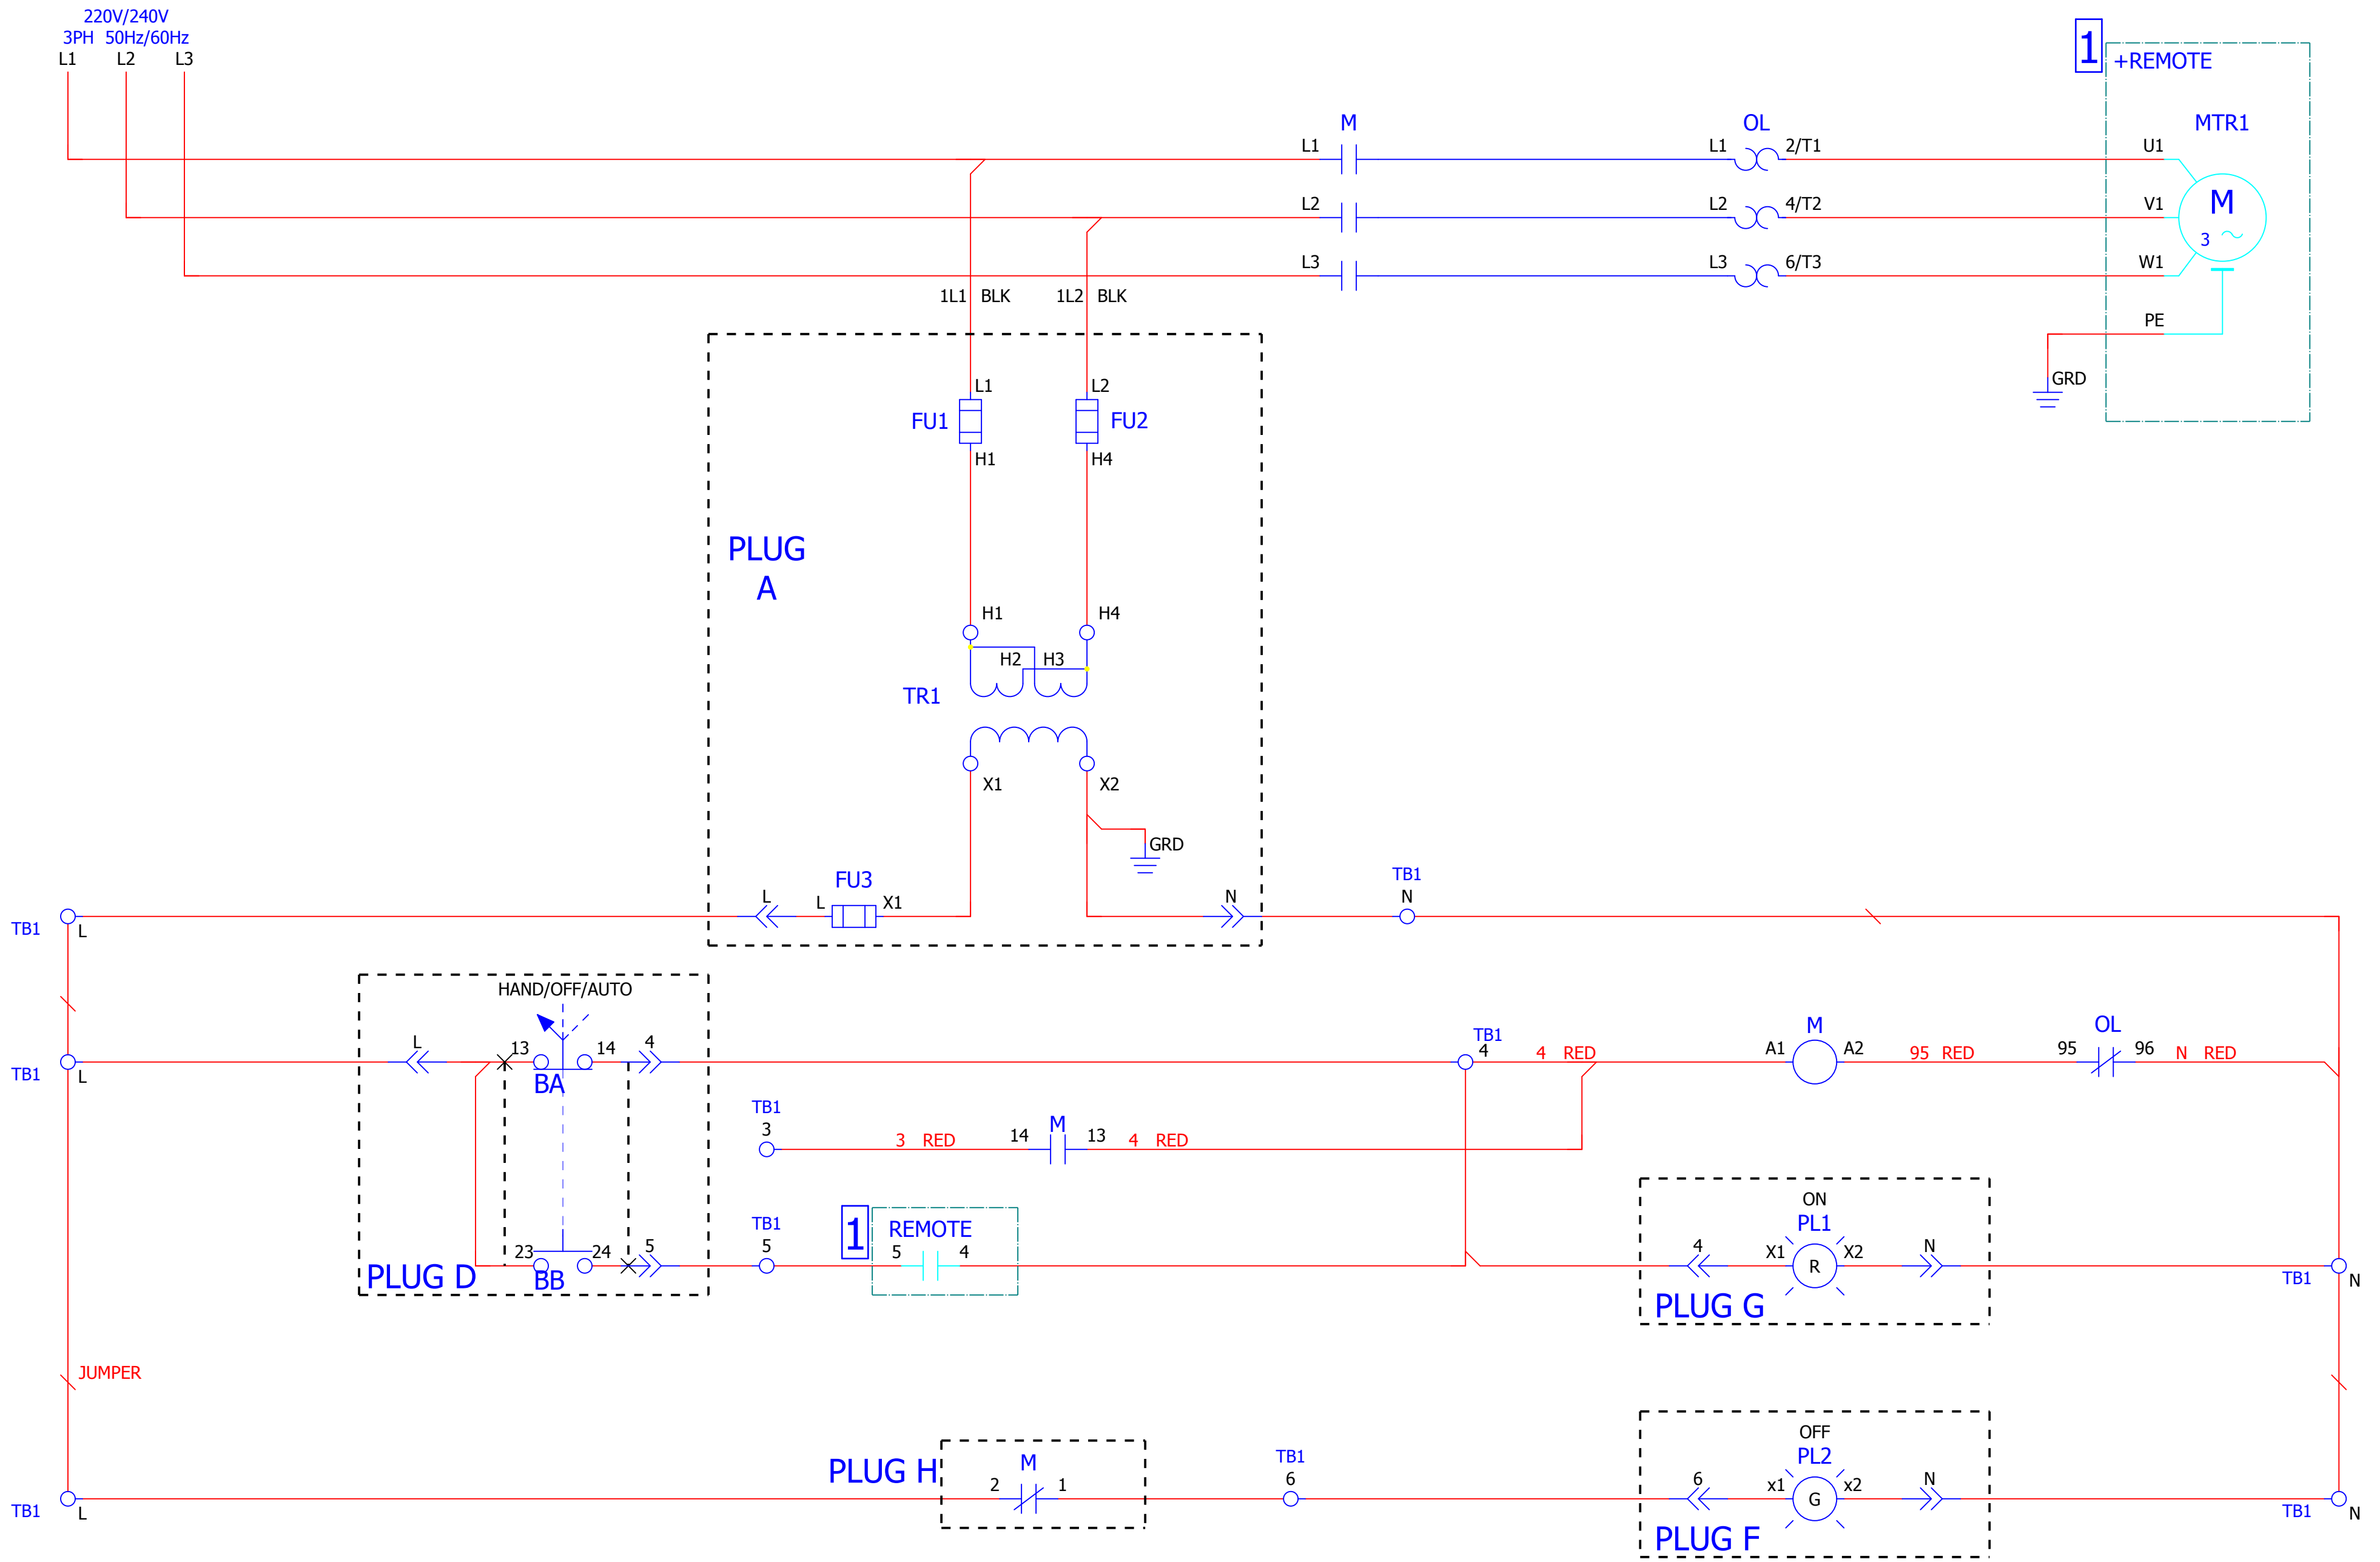 220V/240V
3PH 50Hz/60Hz
L1 L2 L3
1
+REMOTE
MTR1
M OL
L1 L1 2/T1 U1
L2 L2 4/T2 V1
M
3
L3 L3 6/T3 W1
1L1 BLK 1L2 BLK
PE
GRD
L1 L2
FU1 FU2
H1 H4
PLUG
A
H1 H4
H2 H3
TR1
X1 X2
GRD
FU3
L L X1 N
TB1
N
TB1 L
HAND/OFF/AUTO
L 13 14 4
BA
TB1 L
TB1
4
4 RED
M
A1 A2
95 RED
OL
95 96
N RED
TB1
3
3 RED
M
14 13
4 RED
23 24 5
BB
PLUG D
TB1
5
1
REMOTE
5 4
ON
PL1
4 X1 X2 N
R
PLUG G
TB1 N
JUMPER
PLUG H
M
2 1
TB1
6
OFF
PL2
6 x1 x2 N
G
PLUG F
TB1 L
TB1 N